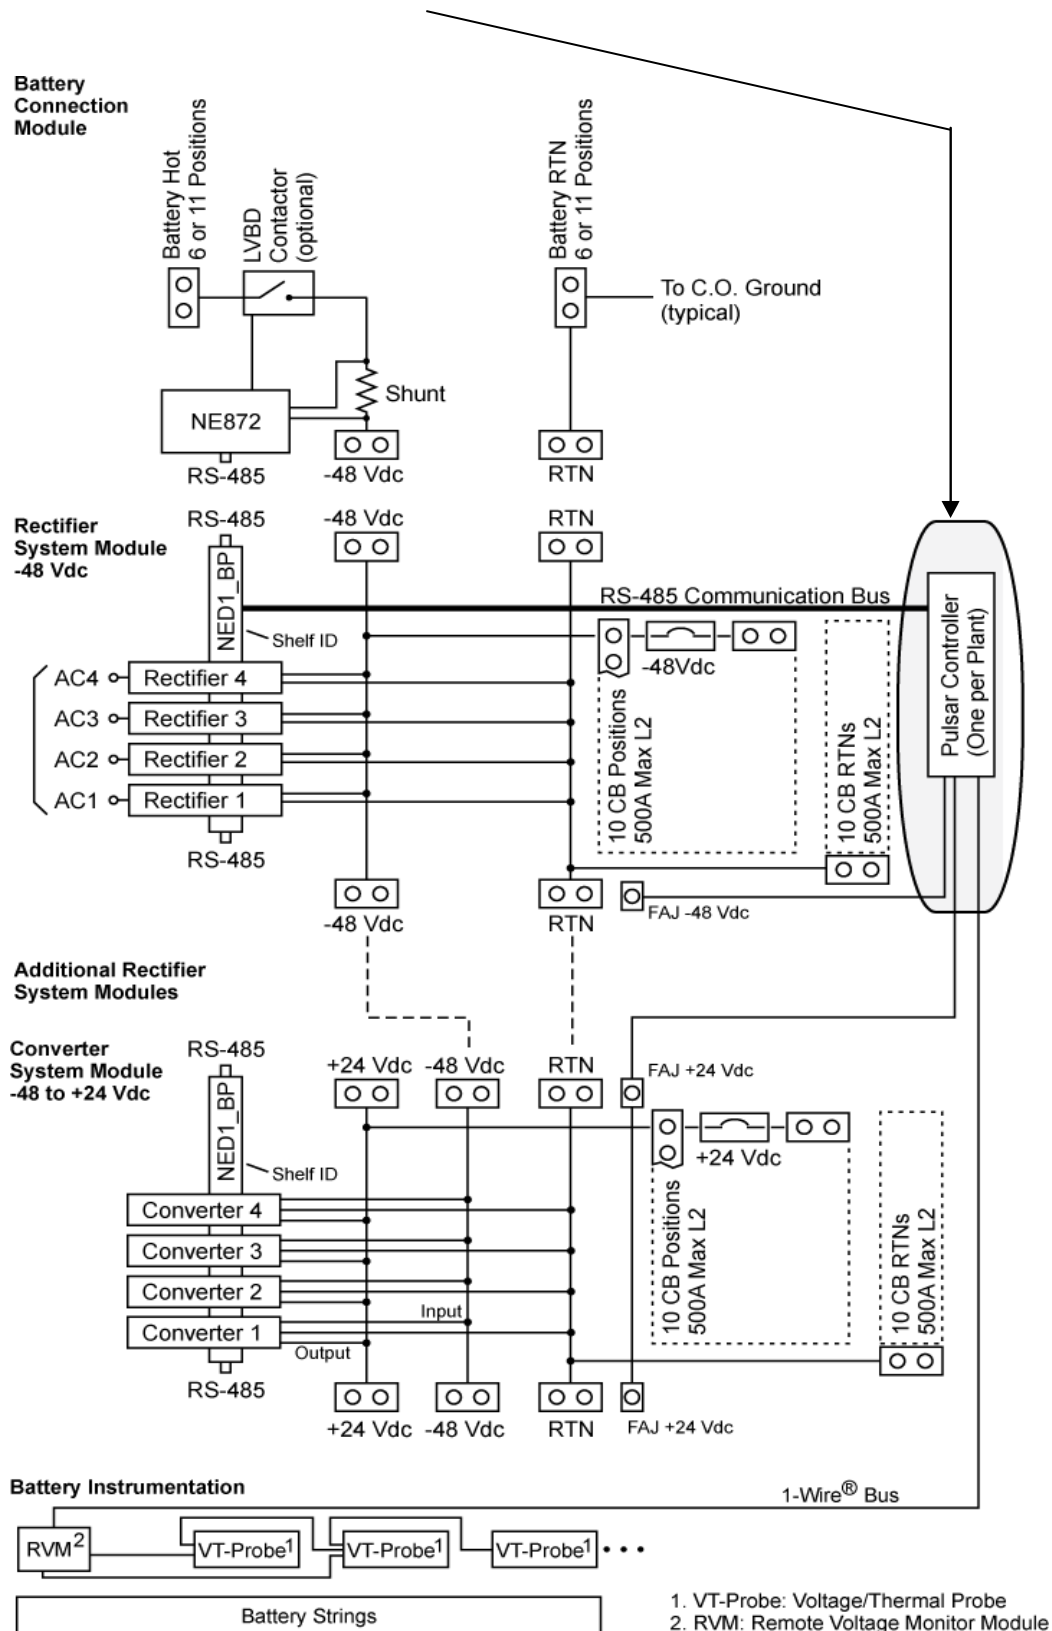 Battery
Connection
Module
Battery Hot
6 or 11 Positions
LVBD
Contactor
(optional)
Battery RTN
6 or 11 Positions
To C.O. Ground
(typical)
Shunt
NE872
RS-485
-48 Vdc
RTN
Rectifier
System Module
-48 Vdc
RS-485
-48 Vdc
RTN
NED1_BP
Shelf ID
RS-485 Communication Bus
-48Vdc
10 CB Positions
500A Max L2
10 CB RTNs
500A Max L2
Pulsar Controller
(One per Plant)
AC4
Rectifier 4
AC3
Rectifier 3
AC2
Rectifier 2
AC1
Rectifier 1
RS-485
-48 Vdc
RTN
FAJ -48 Vdc
Additional Rectifier
System Modules
Converter
System Module
-48 to +24 Vdc
RS-485
+24 Vdc
-48 Vdc
RTN
FAJ +24 Vdc
NED1_BP
Shelf ID
+24 Vdc
10 CB Positions
500A Max L2
10 CB RTNs
500A Max L2
Converter 4
Converter 3
Converter 2
Converter 1
Input
Output
RS-485
+24 Vdc
-48 Vdc
RTN
FAJ +24 Vdc
Battery Instrumentation
1-Wire® Bus
RVM2
VT-Probe1
VT-Probe1
VT-Probe1
Battery Strings
1. VT-Probe: Voltage/Thermal Probe
2. RVM: Remote Voltage Monitor Module